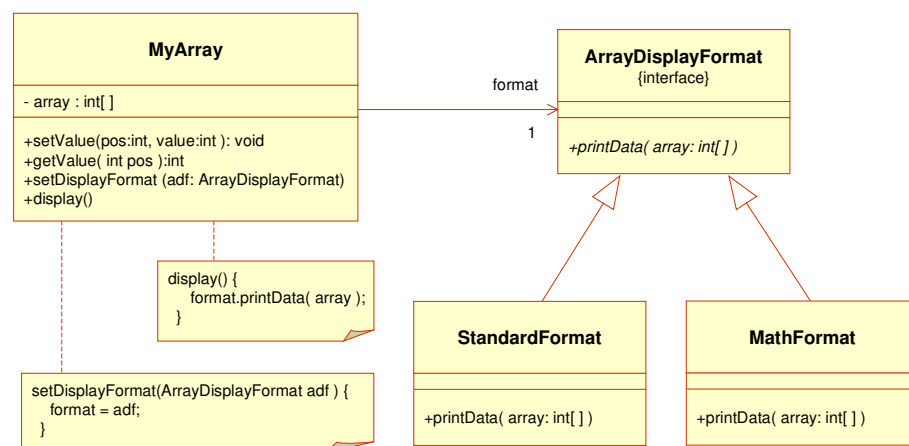 MyArray
- array : int[ ]
+setValue(pos:int, value:int ): void
+getValue( int pos ):int
+setDisplayFormat (adf: ArrayDisplayFormat)
+display()
format
1
ArrayDisplayFormat
{interface}
+printData( array: int[ ] )
display() {
format.printData( array );
}
setDisplayFormat(ArrayDisplayFormat adf ) {
format = adf;
}
StandardFormat
+printData( array: int[ ] )
MathFormat
+printData( array: int[ ] )